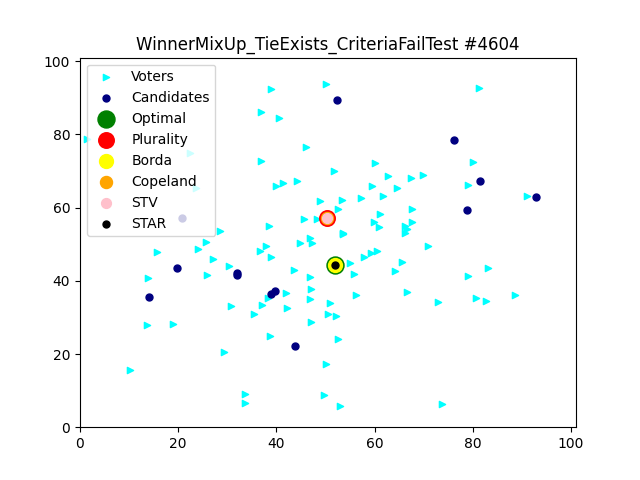 WinnerMixUp_TieExists_CriteriaFailTest #4604
100
80
60
40
20
0
0 20 40 60 80 100
Voters
Candidates
Optimal
Plurality
Borda
Copeland
STV
STAR